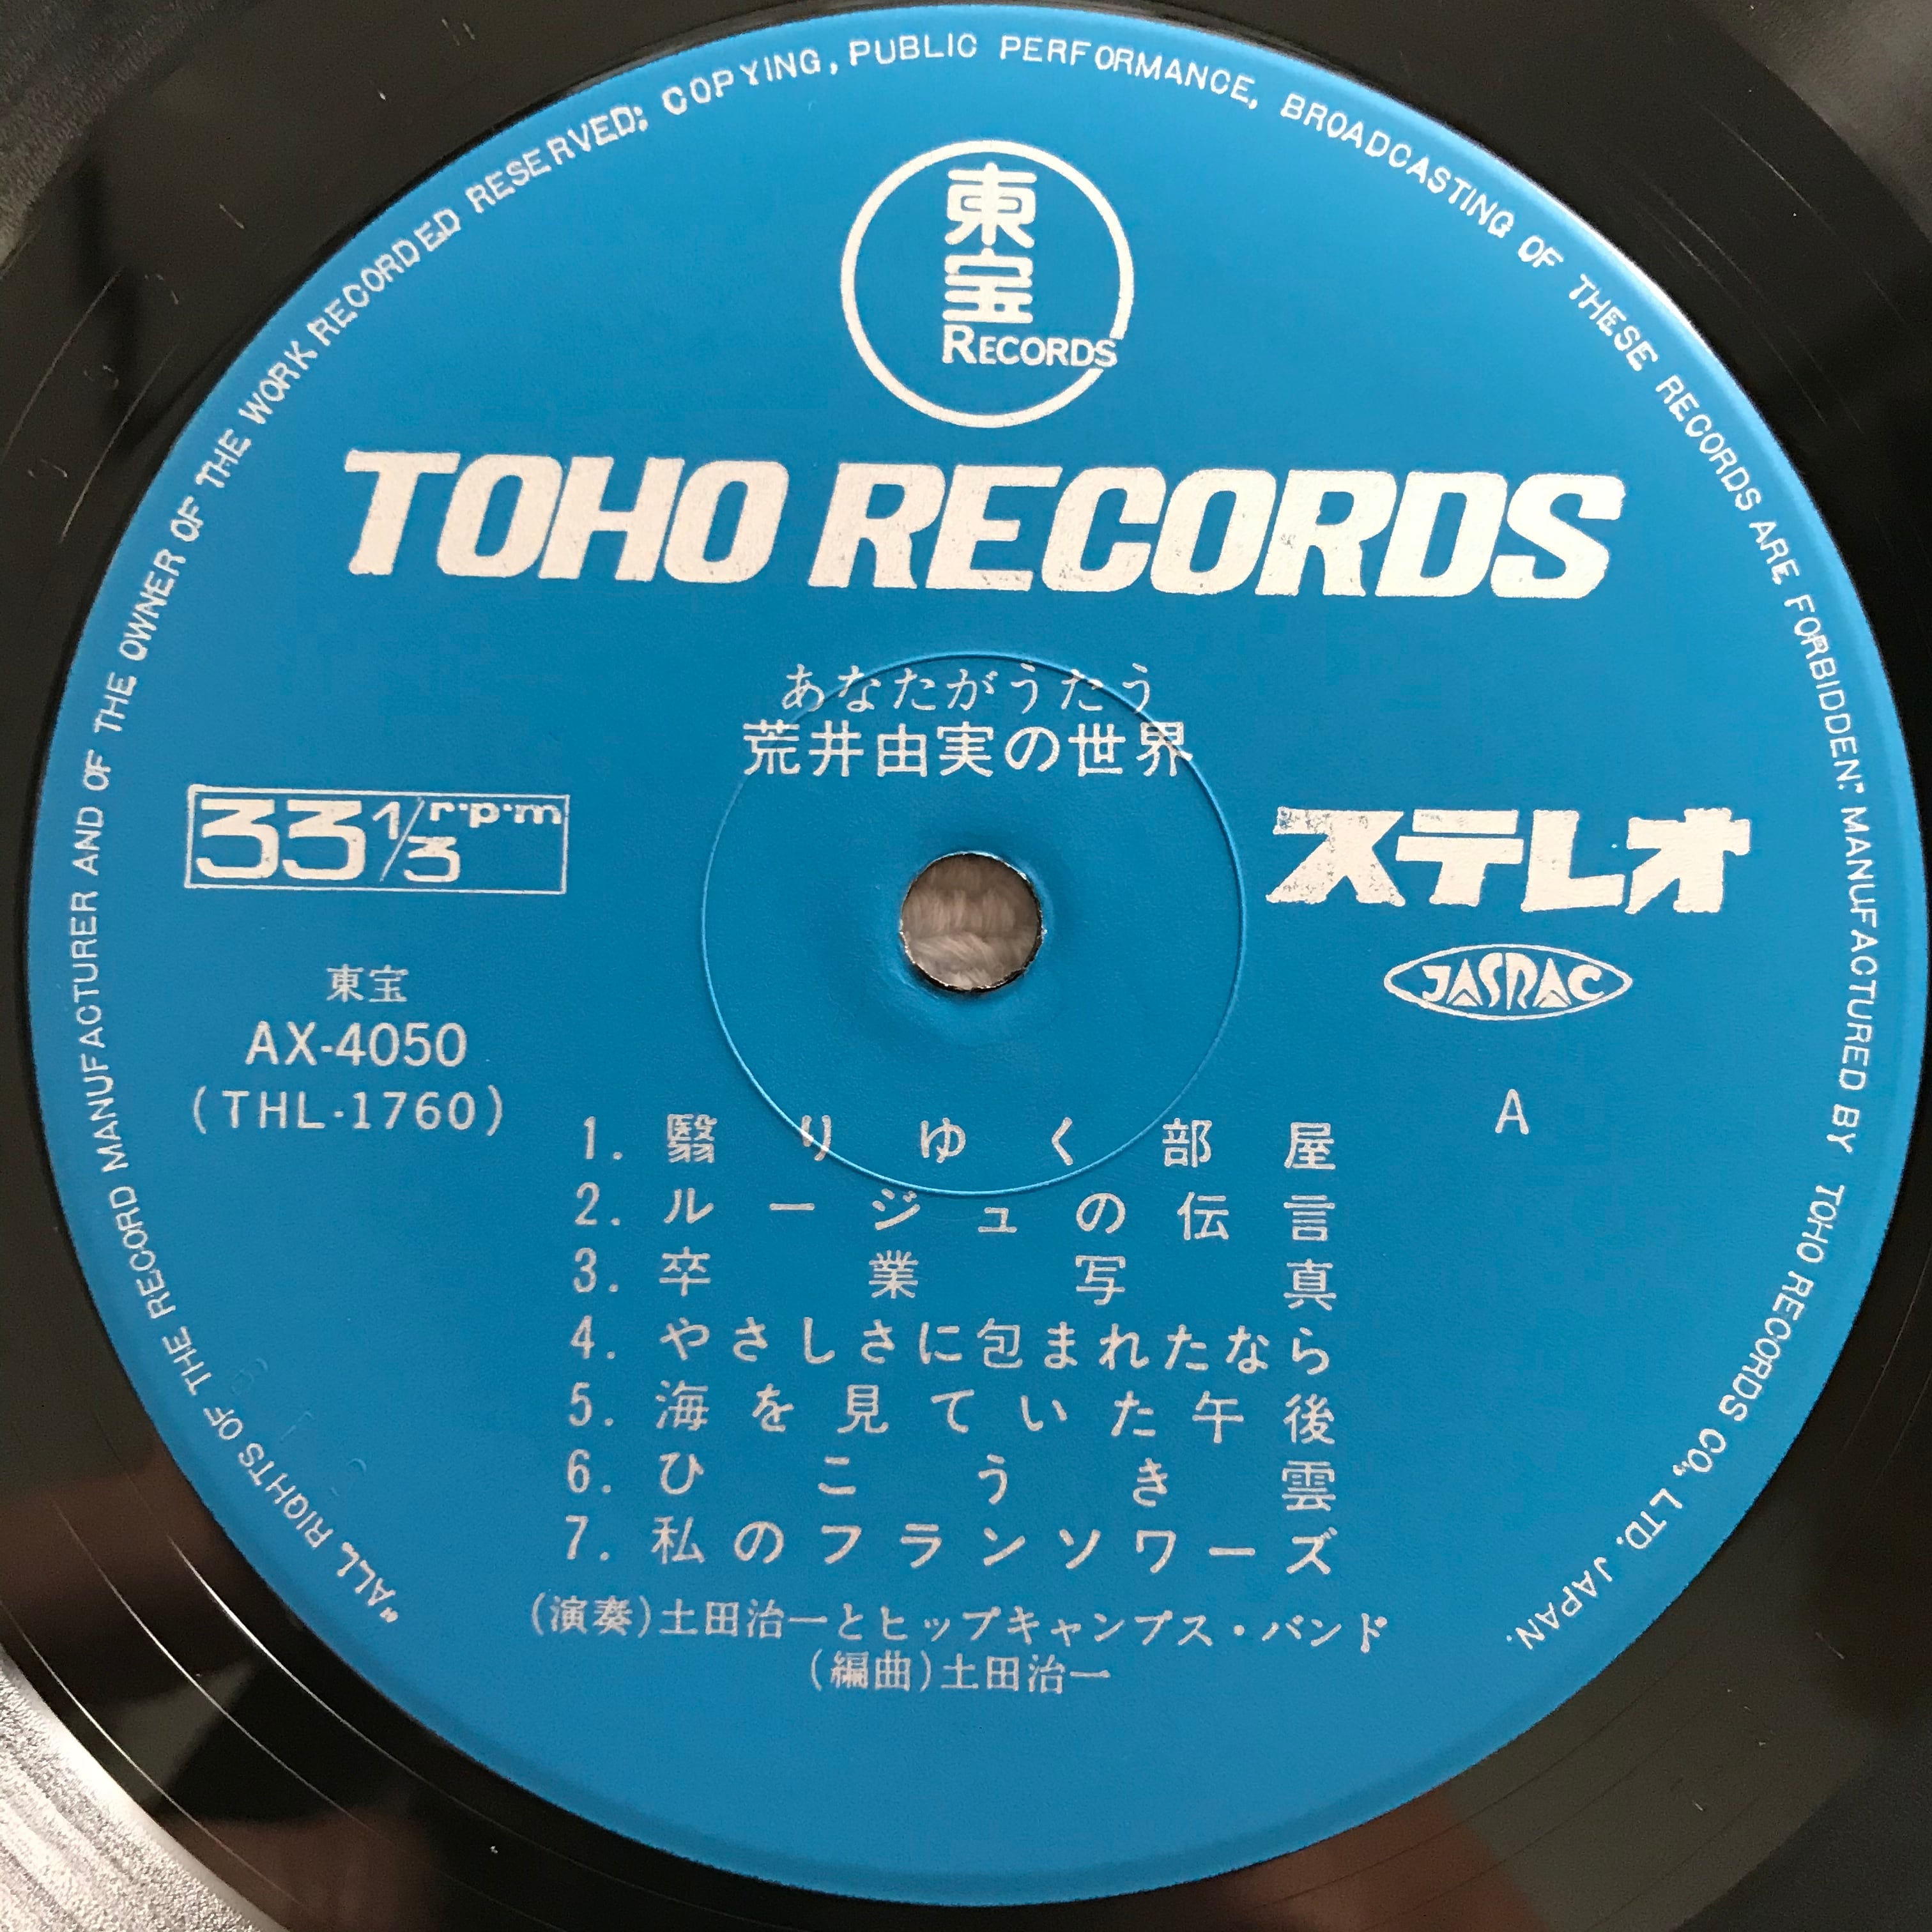 "ALL RIGHTS OF THE RECORD MANUFACTURER AND OF THE OWNER OF THE WORK RECORDED RESERVED; COPYING, PUBLIC PERFORMANCE, BROADCASTING OF THESE RECORDS ARE FORBIDDEN." MANUFACTURED BY TOHO RECORDS CO., LTD. JAPAN.
東宝
RECORDS
TOHO RECORDS
あなたがうたう
荒井由実の世界
33 1/3 r·p·m
ステレオ
JASRAC
東宝
AX-4050
(THL-1760)
A
1. 翳りゆく部屋
2. ルージュの伝言
3. 卒業写真
4. やさしさに包まれたなら
5. 海を見ていた午後
6. ひこうき雲
7. 私のフランソワーズ
(演奏)土田治一とヒップキャンプス・バンド
(編曲)土田治一